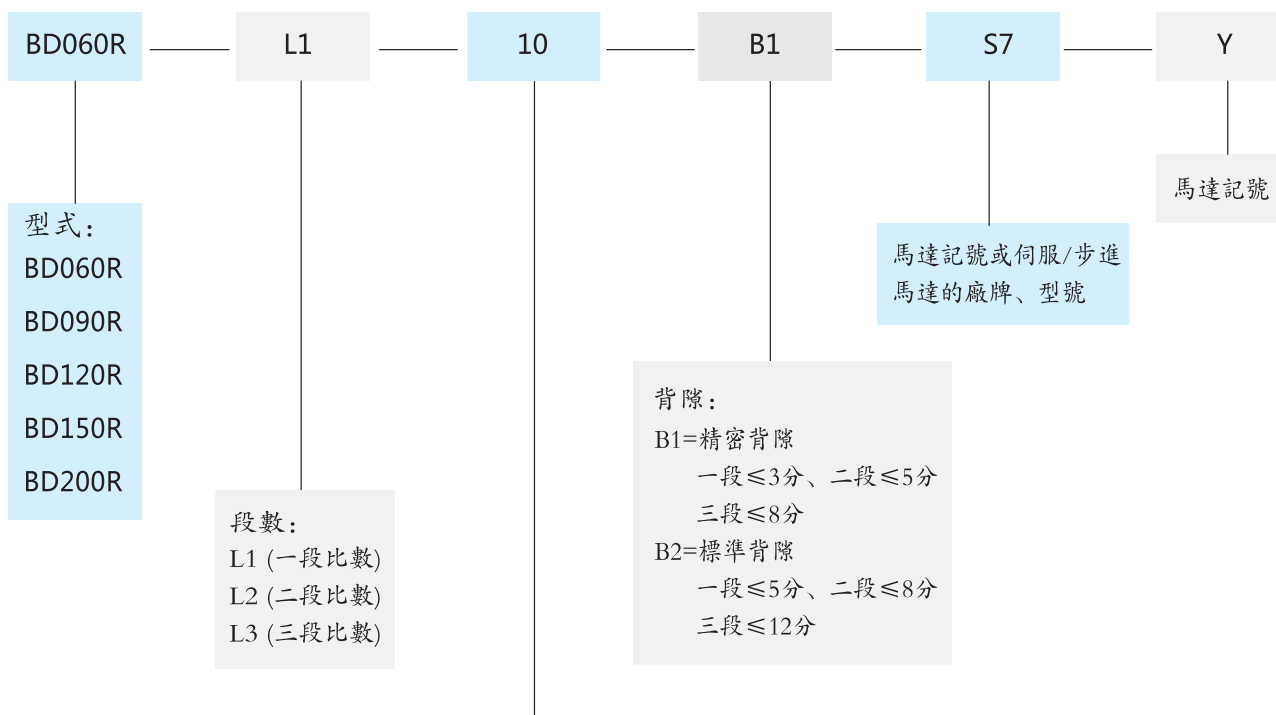 BD060R L1 10 B1 S7 Y
型式：
BD060R
BD090R
BD120R
BD150R
BD200R
段數：
L1 (一段比數)
L2 (二段比數)
L3 (三段比數)
背隙：
B1=精密背隙
一段≤3分、二段≤5分
三段≤8分
B2=標準背隙
一段≤5分、二段≤8分
三段≤12分
馬達記號或伺服/步進
馬達的廠牌、型號
馬達記號